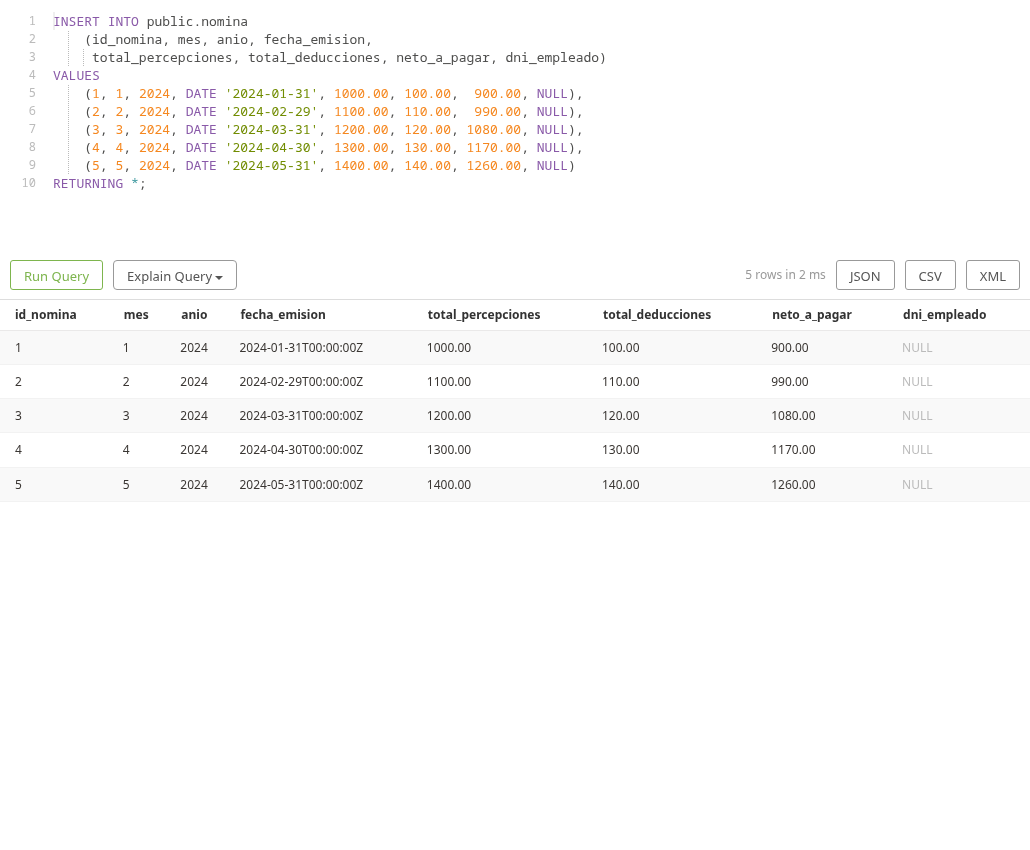 1 INSERT INTO public.nomina
2 (id_nomina, mes, anio, fecha_emision,
3 total_percepciones, total_deducciones, neto_a_pagar, dni_empleado)
4 VALUES
5 (1, 1, 2024, DATE '2024-01-31', 1000.00, 100.00,  900.00, NULL),
6 (2, 2, 2024, DATE '2024-02-29', 1100.00, 110.00,  990.00, NULL),
7 (3, 3, 2024, DATE '2024-03-31', 1200.00, 120.00, 1080.00, NULL),
8 (4, 4, 2024, DATE '2024-04-30', 1300.00, 130.00, 1170.00, NULL),
9 (5, 5, 2024, DATE '2024-05-31', 1400.00, 140.00, 1260.00, NULL)
10 RETURNING *;
Run Query Explain Query 5 rows in 2 ms JSON CSV XML
id_nomina mes anio fecha_emision total_percepciones total_deducciones neto_a_pagar dni_empleado
1 1 2024 2024-01-31T00:00:00Z 1000.00 100.00 900.00 NULL
2 2 2024 2024-02-29T00:00:00Z 1100.00 110.00 990.00 NULL
3 3 2024 2024-03-31T00:00:00Z 1200.00 120.00 1080.00 NULL
4 4 2024 2024-04-30T00:00:00Z 1300.00 130.00 1170.00 NULL
5 5 2024 2024-05-31T00:00:00Z 1400.00 140.00 1260.00 NULL